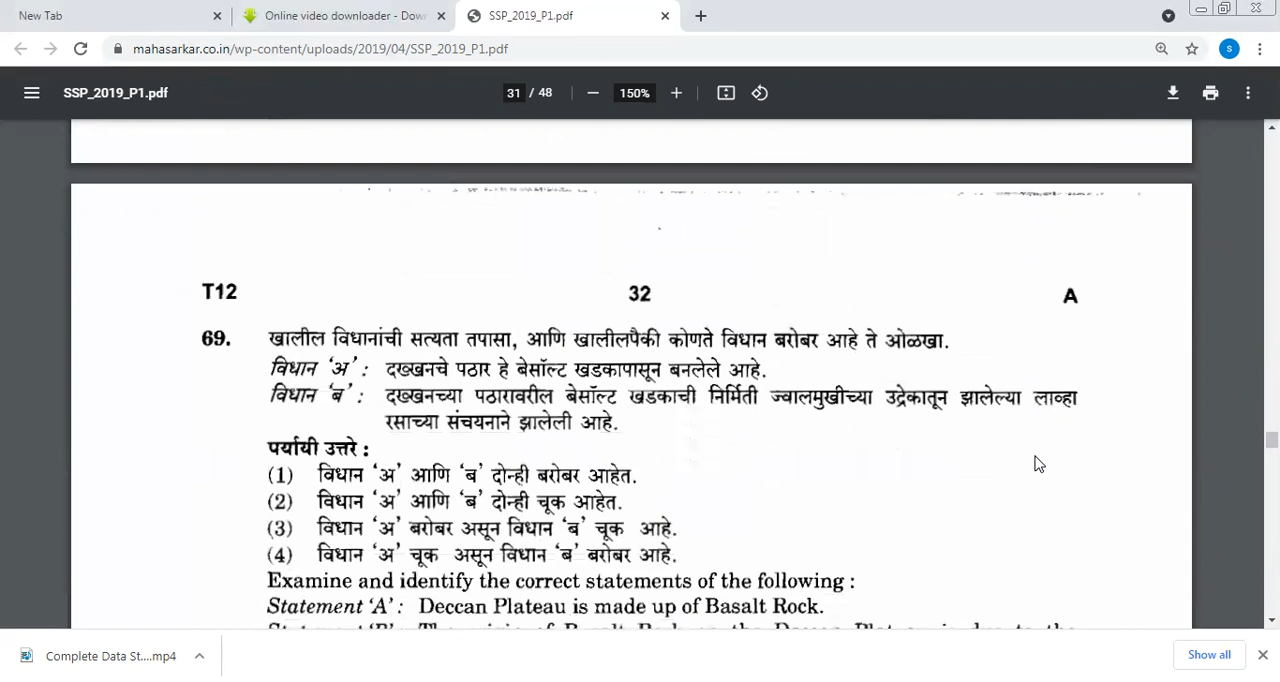 New Tab
Online video downloader - Dow
SSP_2019_P1.pdf
mahasarkar.co.in/wp-content/uploads/2019/04/SSP_2019_P1.pdf
S
SSP_2019_P1.pdf
31 / 48
150%
T12 32 A
69. खालील विधानांची सत्यता तपासा, आणि खालीलपैकी कोणते विधान बरोबर आहे ते ओळखा.
विधान ‘अ’ : दख्खनचे पठार हे बेसॉल्ट खडकापासून बनलेले आहे.
विधान ‘ब’ : दख्खनच्या पठारावरील बेसॉल्ट खडकाची निर्मिती ज्वालमुखीच्या उद्रेकातून झालेल्या लाव्हा
रसाच्या संचयनाने झालेली आहे.
पर्यायी उत्तरे :
(1) विधान ‘अ’ आणि ‘ब’ दोन्ही बरोबर आहेत.
(2) विधान ‘अ’ आणि ‘ब’ दोन्ही चूक आहेत.
(3) विधान ‘अ’ बरोबर असून विधान ‘ब’ चूक आहे.
(4) विधान ‘अ’ चूक असून विधान ‘ब’ बरोबर आहे.
Examine and identify the correct statements of the following :
Statement ‘A’ : Deccan Plateau is made up of Basalt Rock.
Complete Data St....mp4
Show all